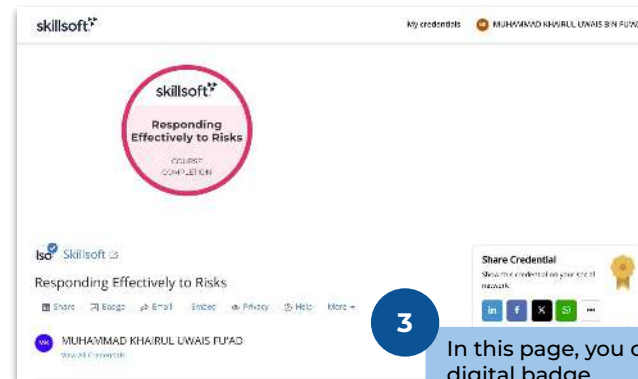 skillsoft
My credentials MUHAMMAD KHAIRUL UWAIS BIN FU'AD
skillsoft
Responding
Effectively to Risks
COURSE
COMPLETION
Skillsoft
Responding Effectively to Risks
Share Badge Email Embed Privacy Help More
MK MUHAMMAD KHAIRUL UWAIS FU'AD
View All Credentials
Share Credential
Show this credential on your social
network
3
In this page, you c
digital badge